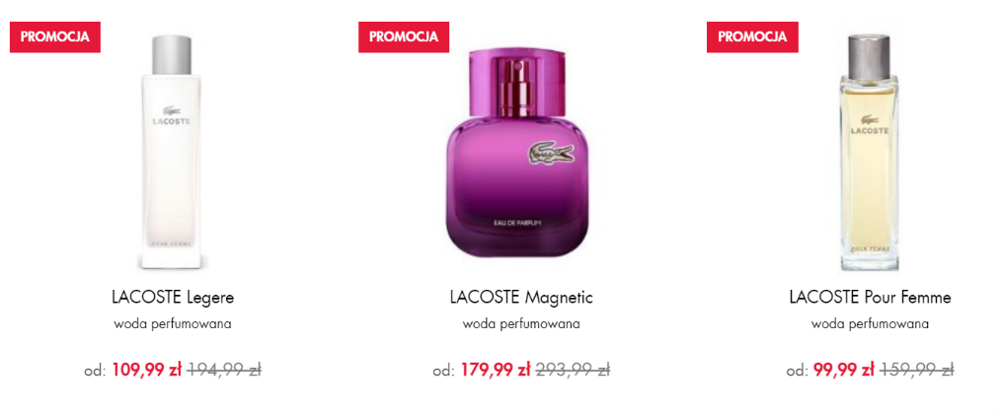 PROMOCJA
PROMOCJA
PROMOCJA
LACOSTE
POUR FEMME
EAU DE PARFUM
LACOSTE
POUR FEMME
LACOSTE Legere
LACOSTE Magnetic
LACOSTE Pour Femme
woda perfumowana
woda perfumowana
woda perfumowana
od: 109,99 zł 194,99 zł
od: 179,99 zł 293,99 zł
od: 99,99 zł 159,99 zł